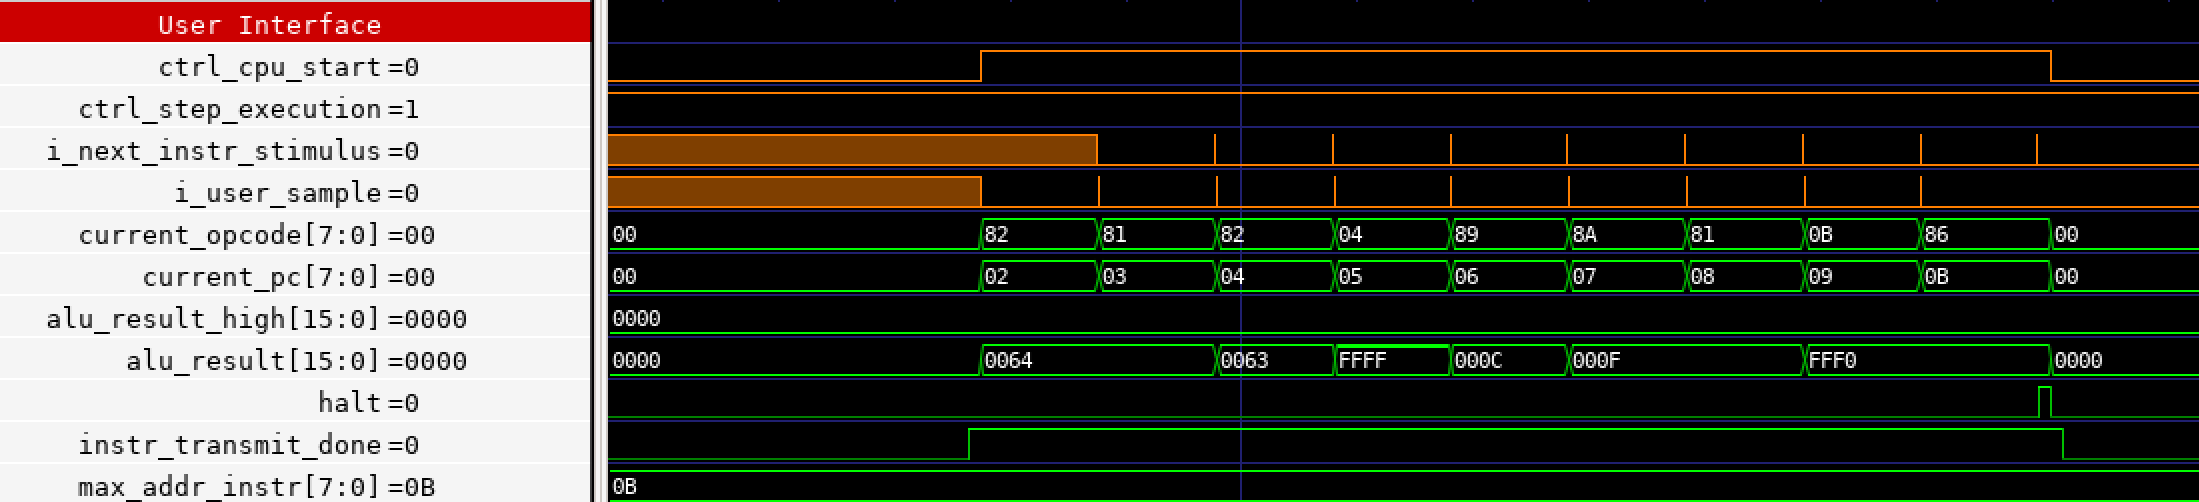 User Interface
ctrl_cpu_start=0
ctrl_step_execution=1
i_next_instr_stimulus=0
i_user_sample=0
current_opcode[7:0]=00 00 82 81 82 04 89 8A 81 0B 86 00
current_pc[7:0]=00 00 02 03 04 05 06 07 08 09 0B 00
alu_result_high[15:0]=0000 0000
alu_result[15:0]=0000 0000 0064 0063 FFFF 000C 000F FFF0 0000
halt=0
instr_transmit_done=0
max_addr_instr[7:0]=0B 0B